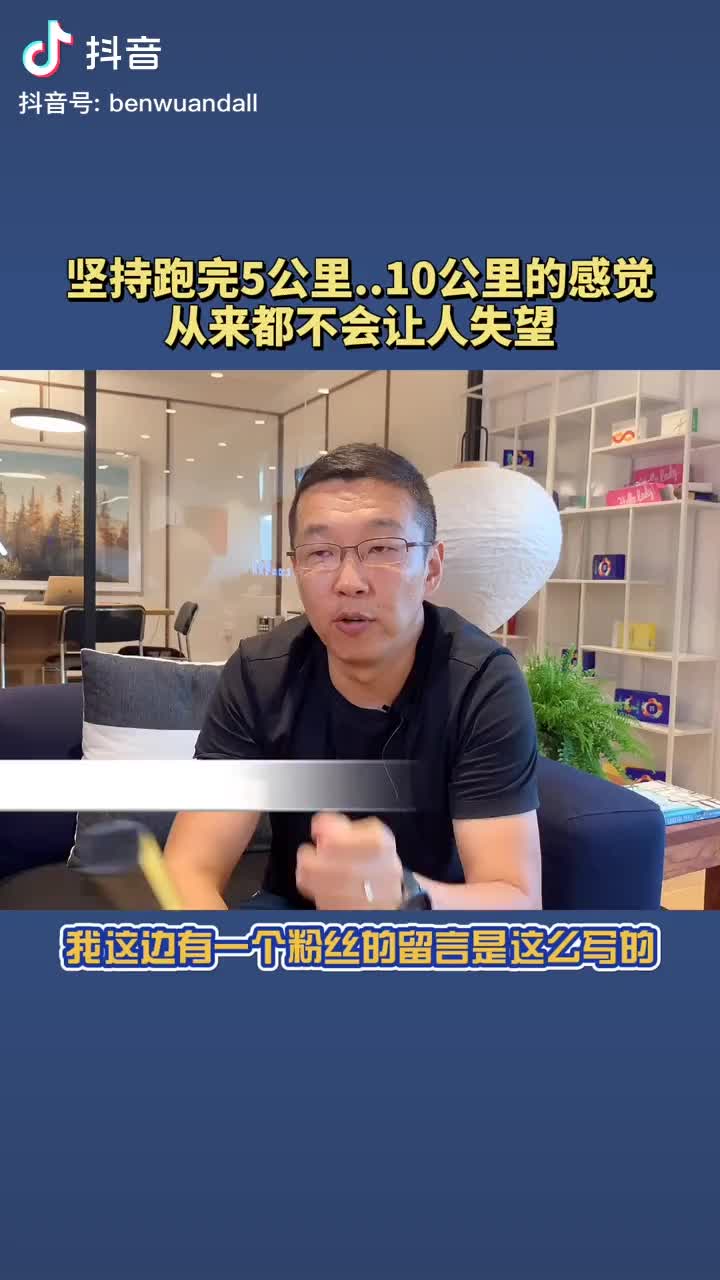 抖音
抖音号: benwuandall
坚持跑完5公里..10公里的感觉
从来都不会让人失望
我这边有一个粉丝的留言是这么写的